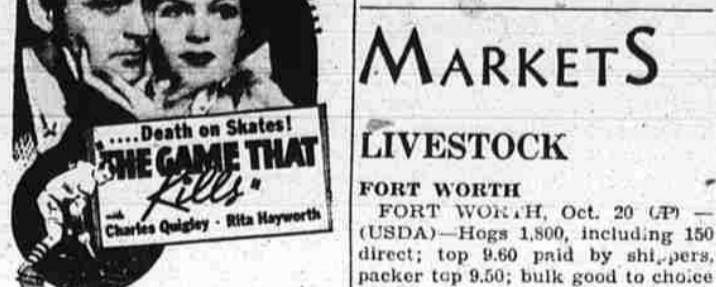 ....Death on Skates!
"THE GAME THAT
Kills"
with
Charles Quigley - Rita Hayworth
MARKETS
LIVESTOCK
FORT WORTH
FORT WORTH, Oct. 20 (AP) —
(USDA)—Hogs 1,800, including 150
direct; top 9.60 paid by shippers,
packer top 9.50; bulk good to choice